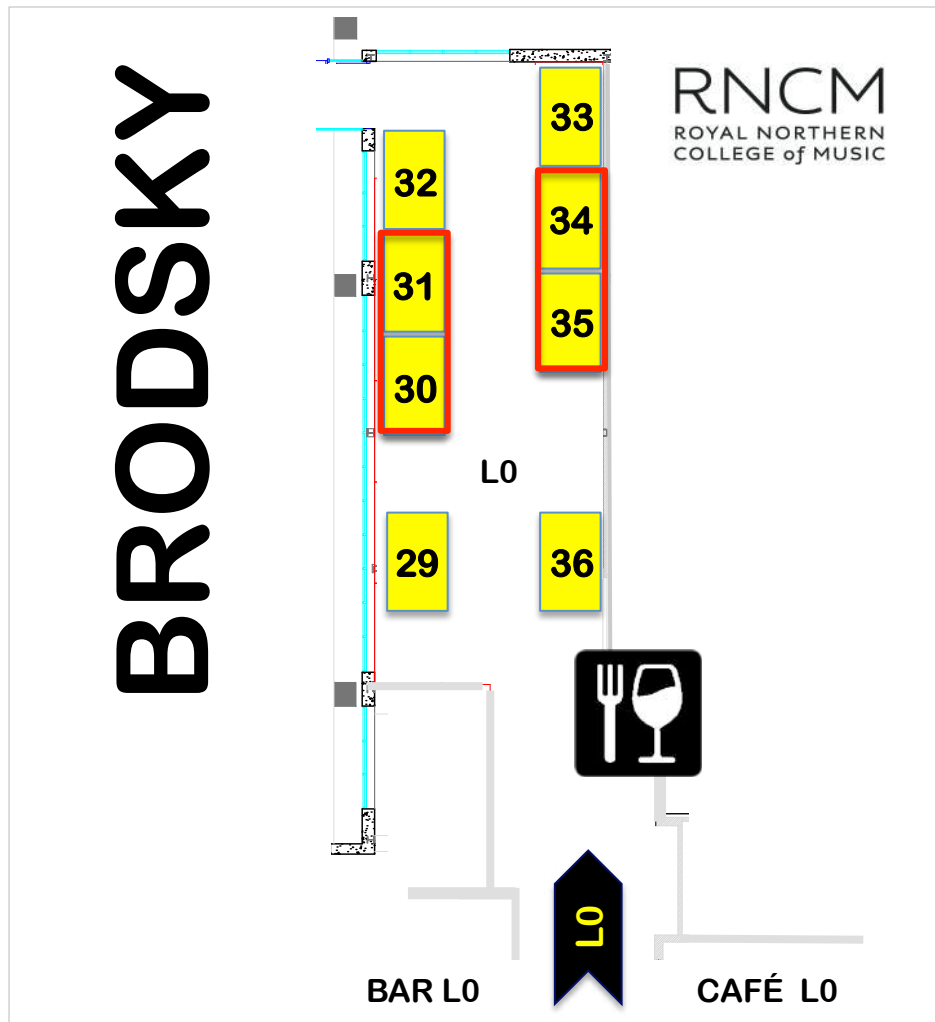 BRODSKY
RNCM
ROYAL NORTHERN
COLLEGE of MUSIC
33
32
34
31
35
30
L0
29
36
L0
BAR L0
CAFÉ L0